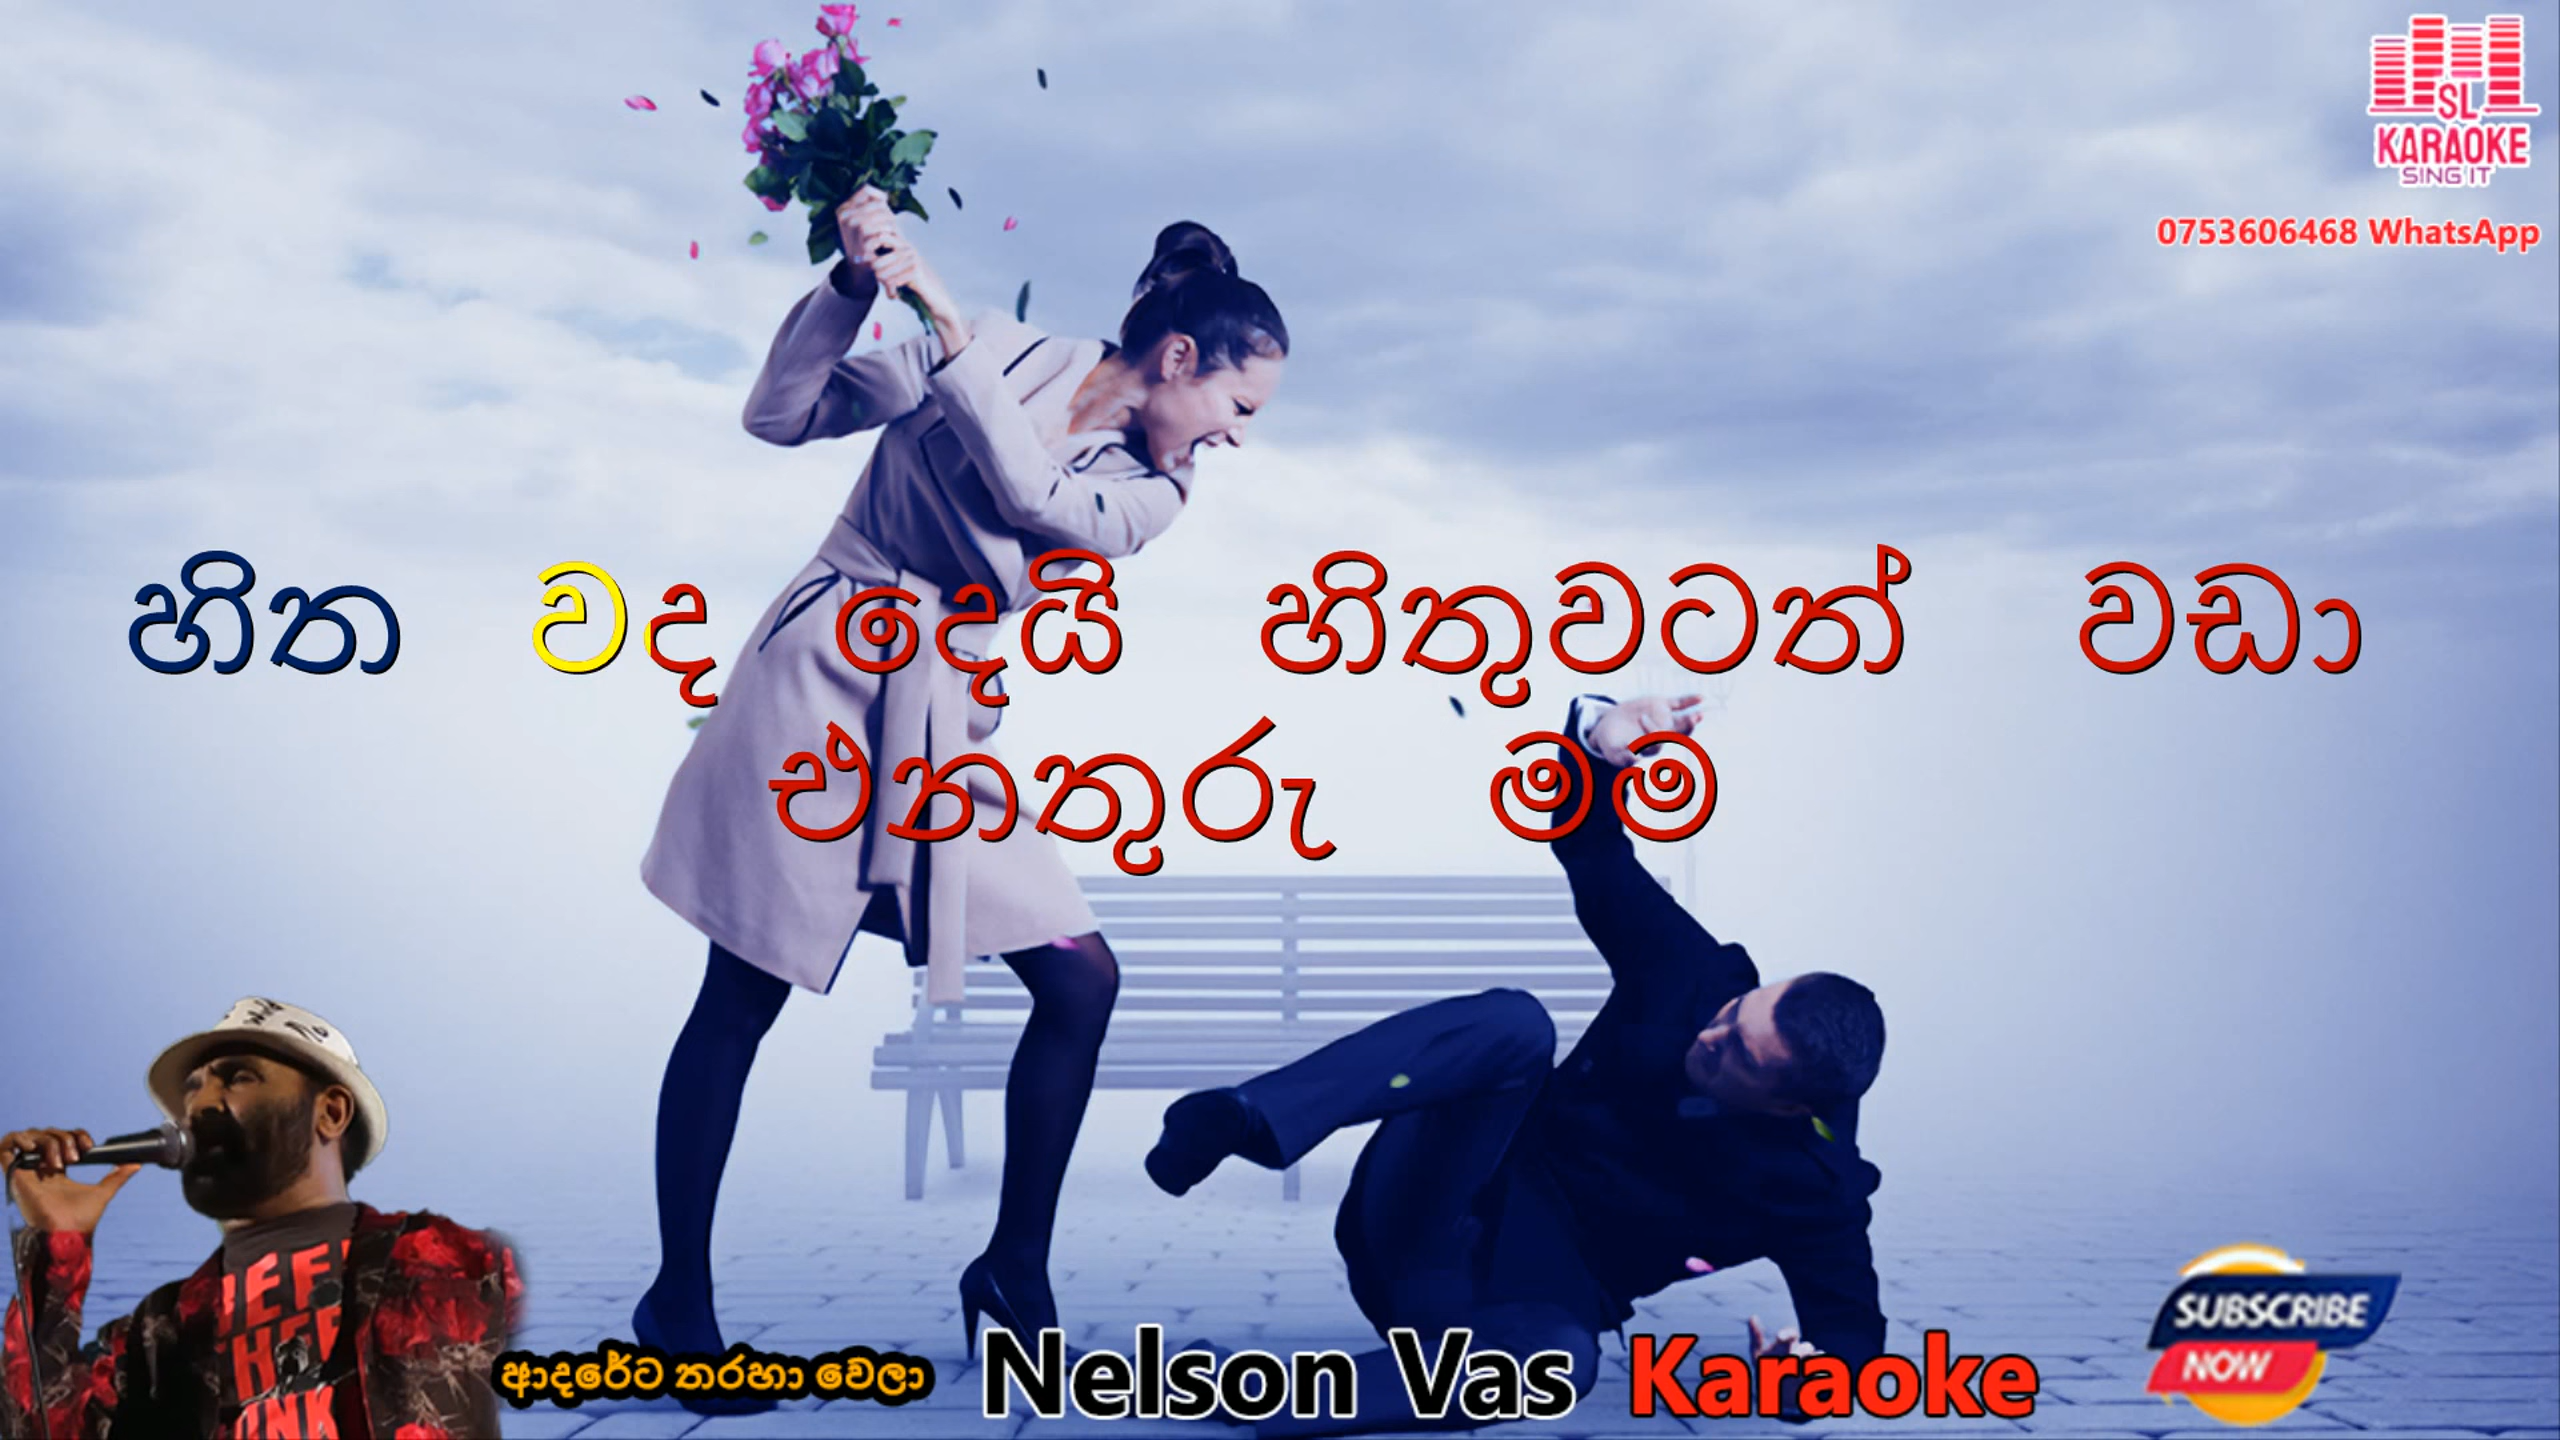 SL
KARAOKE
SING IT
0753606468 WhatsApp
හිත වද දෙයි හිතුවටත් වඩා
එනතුරු මම
ආදරේට තරහා වෙලා
Nelson Vas Karaoke
SUBSCRIBE
NOW